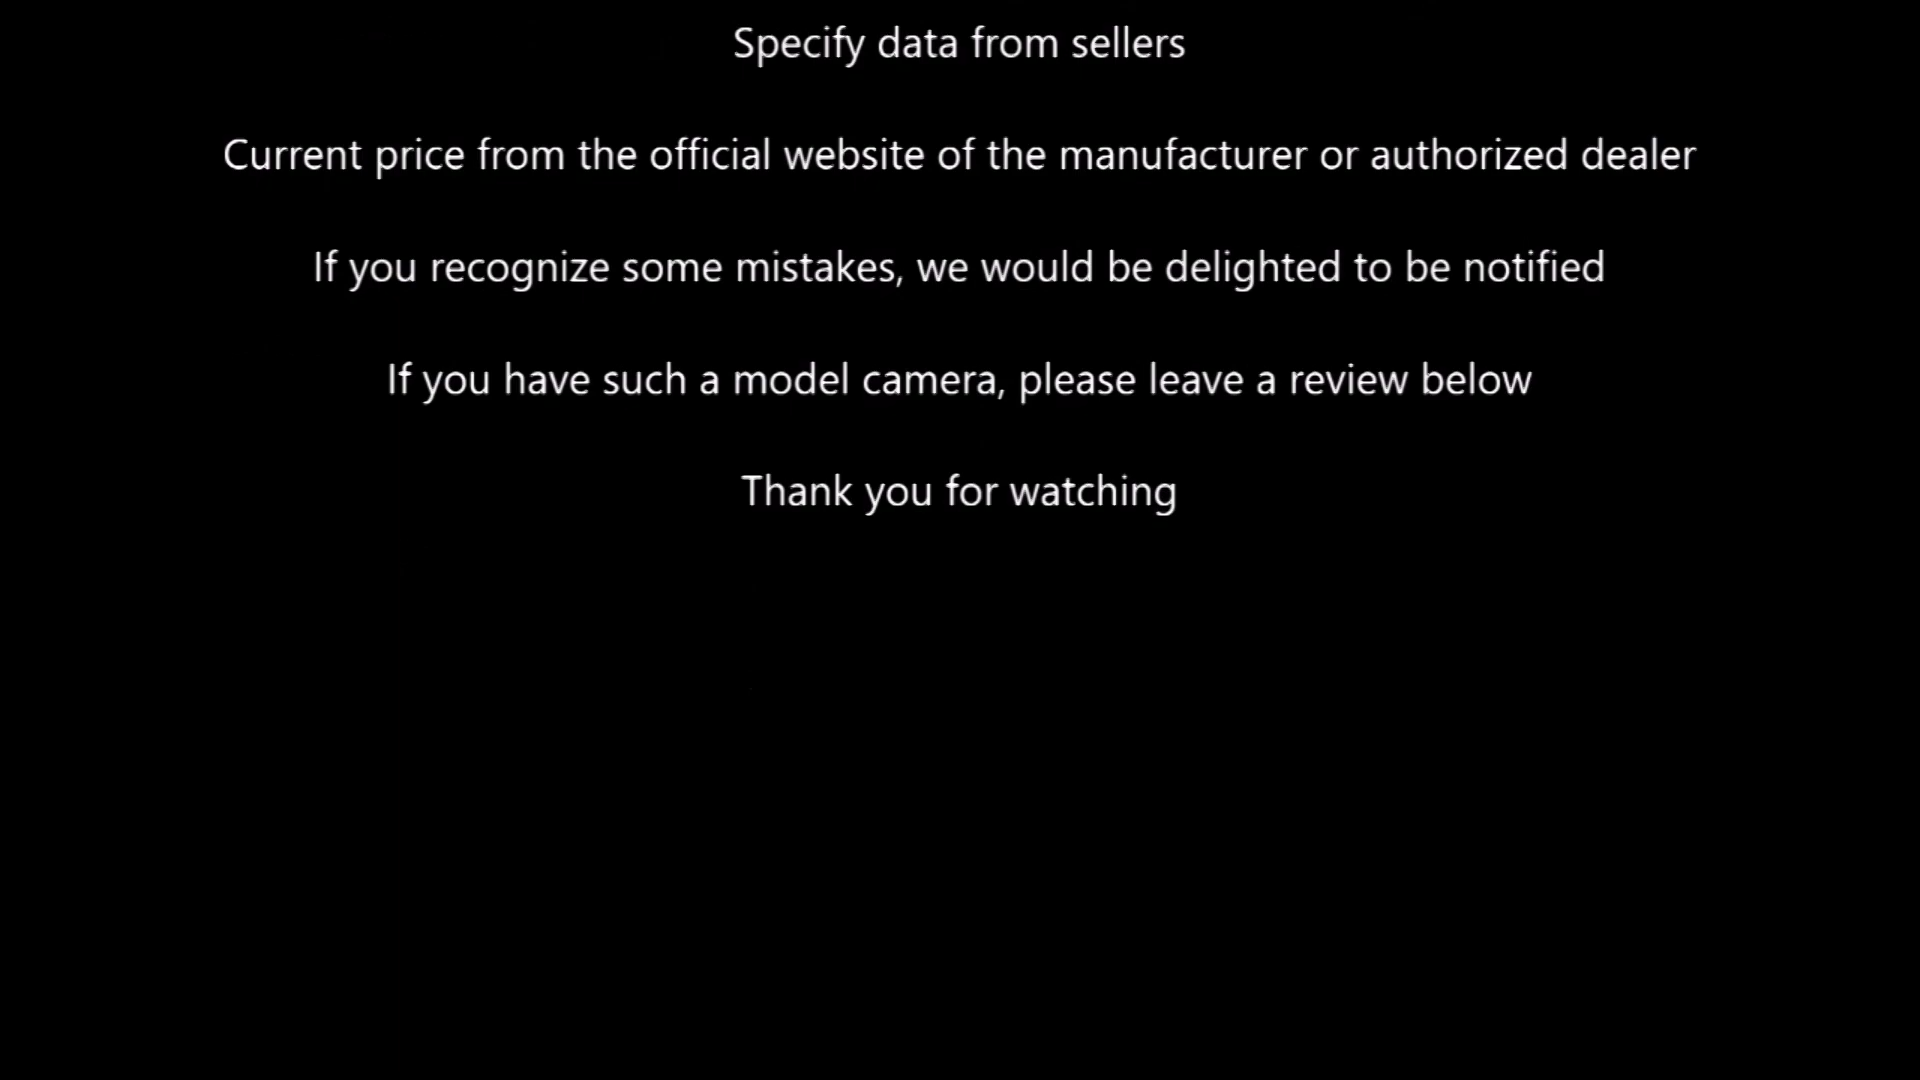 Specify data from sellers
Current price from the official website of the manufacturer or authorized dealer
If you recognize some mistakes, we would be delighted to be notified
If you have such a model camera, please leave a review below
Thank you for watching